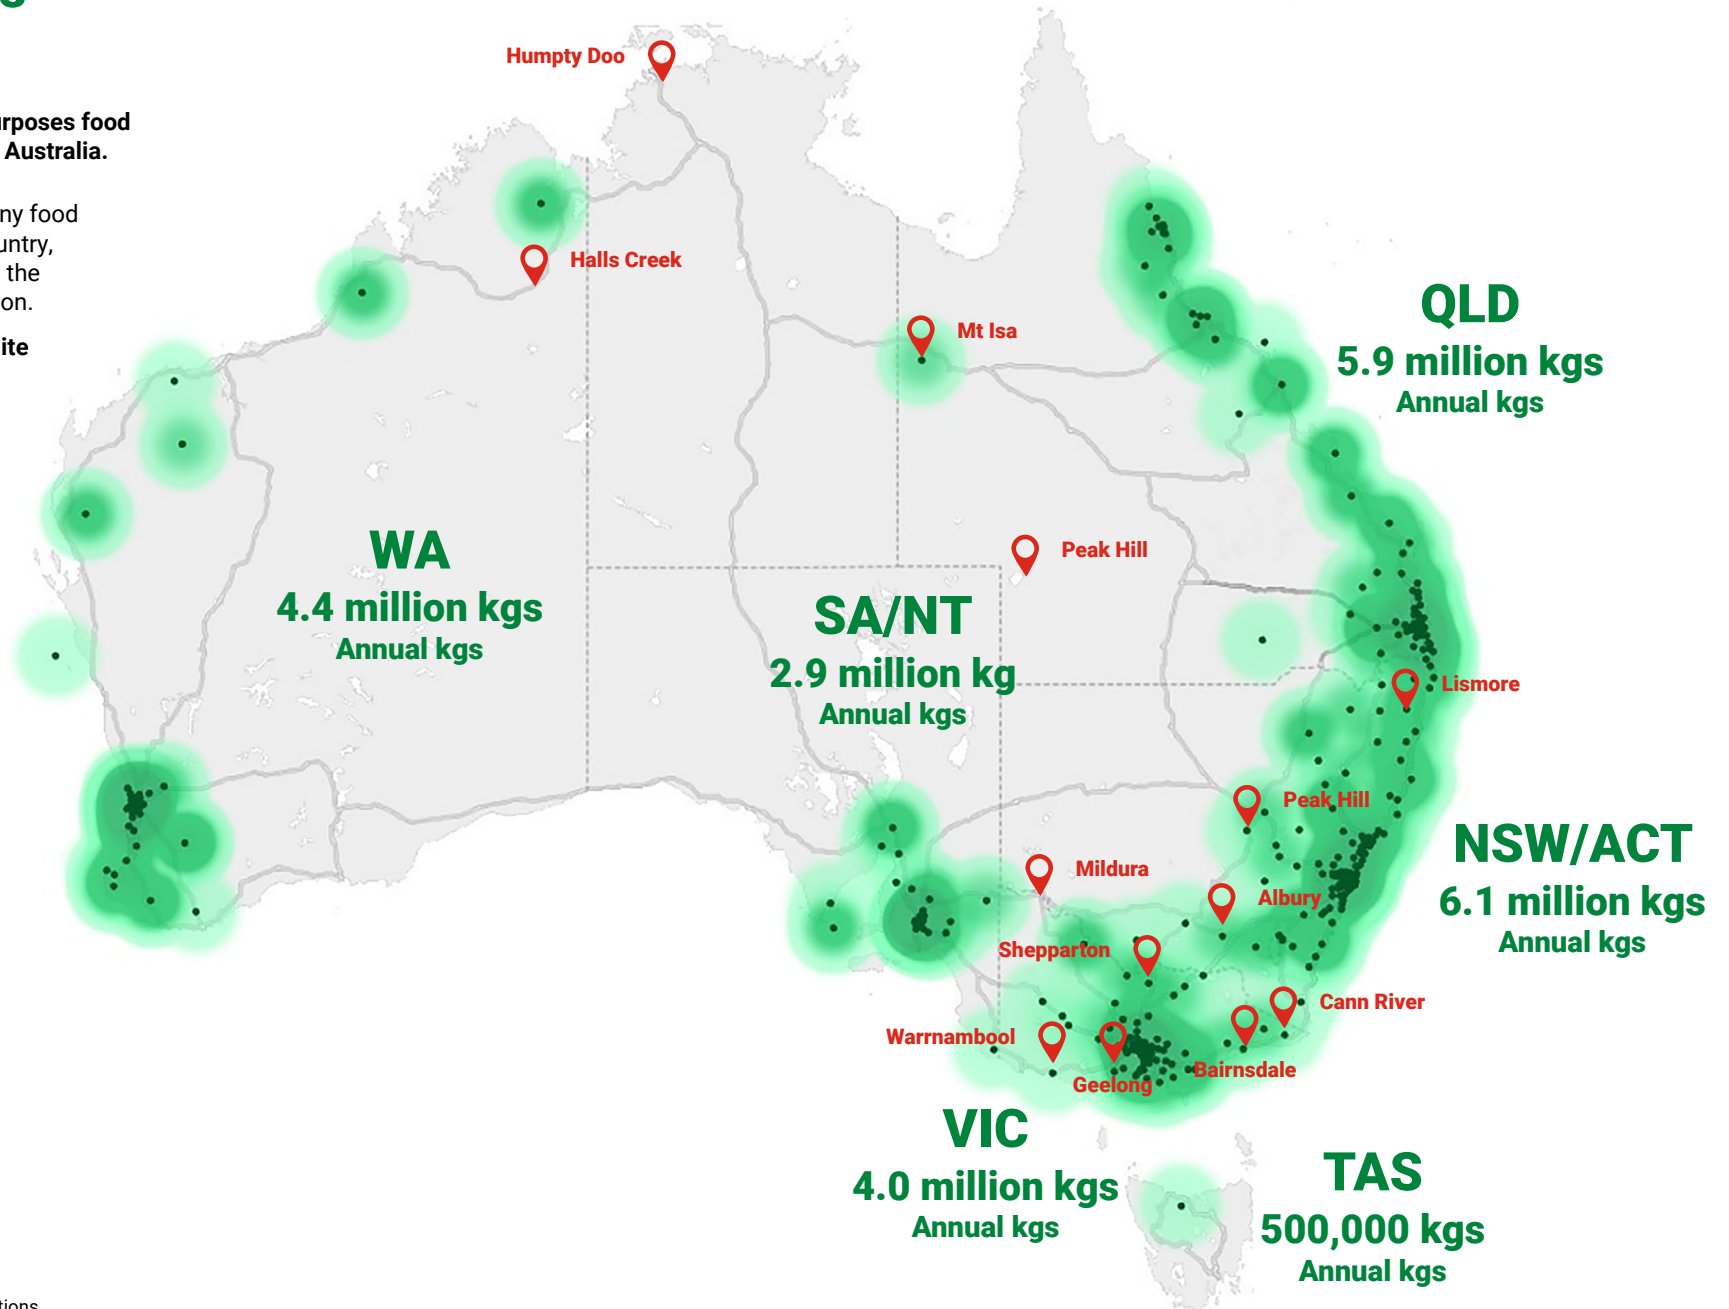 urposes food
Australia.
ny food
untry,
the
on.
ite
Humpty Doo
Halls Creek
Mt Isa
QLD
5.9 million kgs
Annual kgs
Peak Hill
WA
4.4 million kgs
Annual kgs
SA/NT
2.9 million kg
Annual kgs
Lismore
Peak Hill
NSW/ACT
6.1 million kgs
Annual kgs
Mildura
Albury
Shepparton
Cann River
Warrnambool
Bairnsdale
Geelong
VIC
4.0 million kgs
Annual kgs
TAS
500,000 kgs
Annual kgs
tions